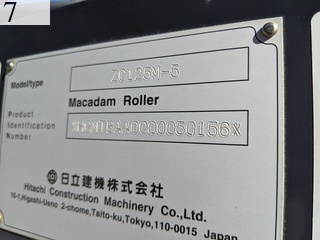 7
Model/type ZC125M-5
Macadam Roller
Product
Identification
Number
日立建機株式会社
Hitachi Construction Machinery Co.,Ltd.
16-1,Higashi-Ueno 2-chome,Taito-ku,Tokyo,110-0015 Japan